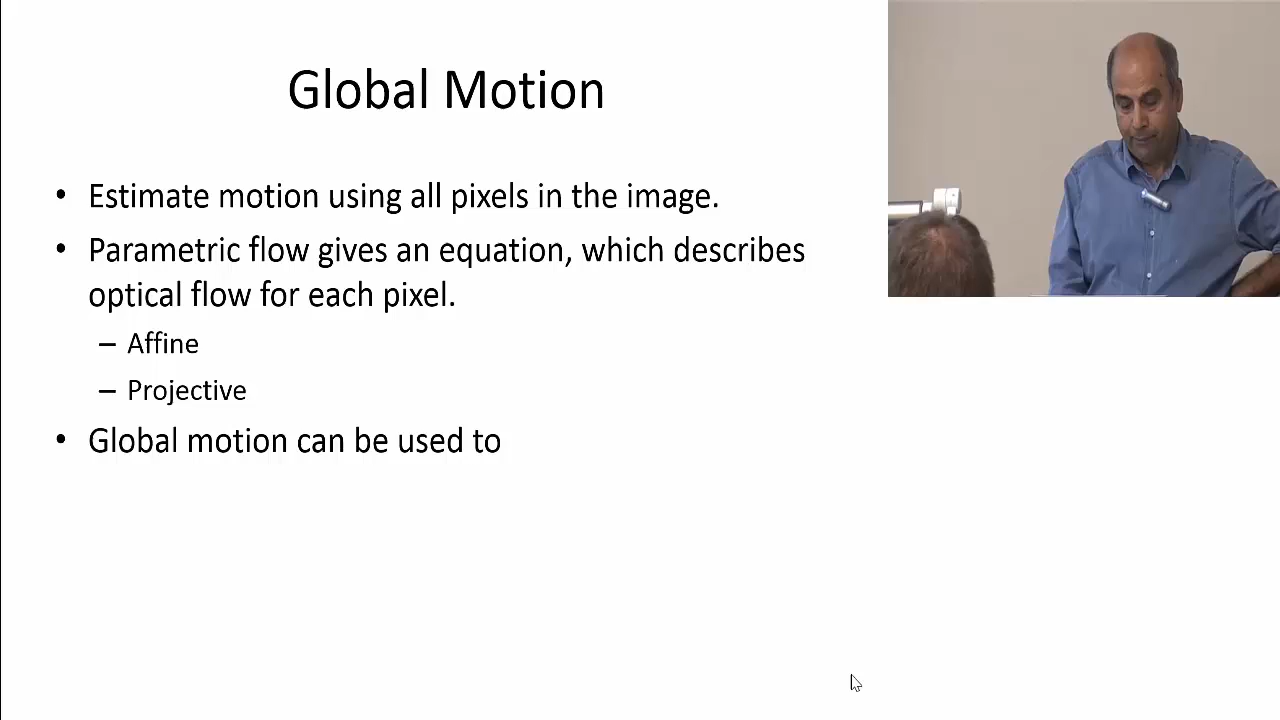 Global Motion
• Estimate motion using all pixels in the image.
• Parametric flow gives an equation, which describes
optical flow for each pixel.
– Affine
– Projective
• Global motion can be used to